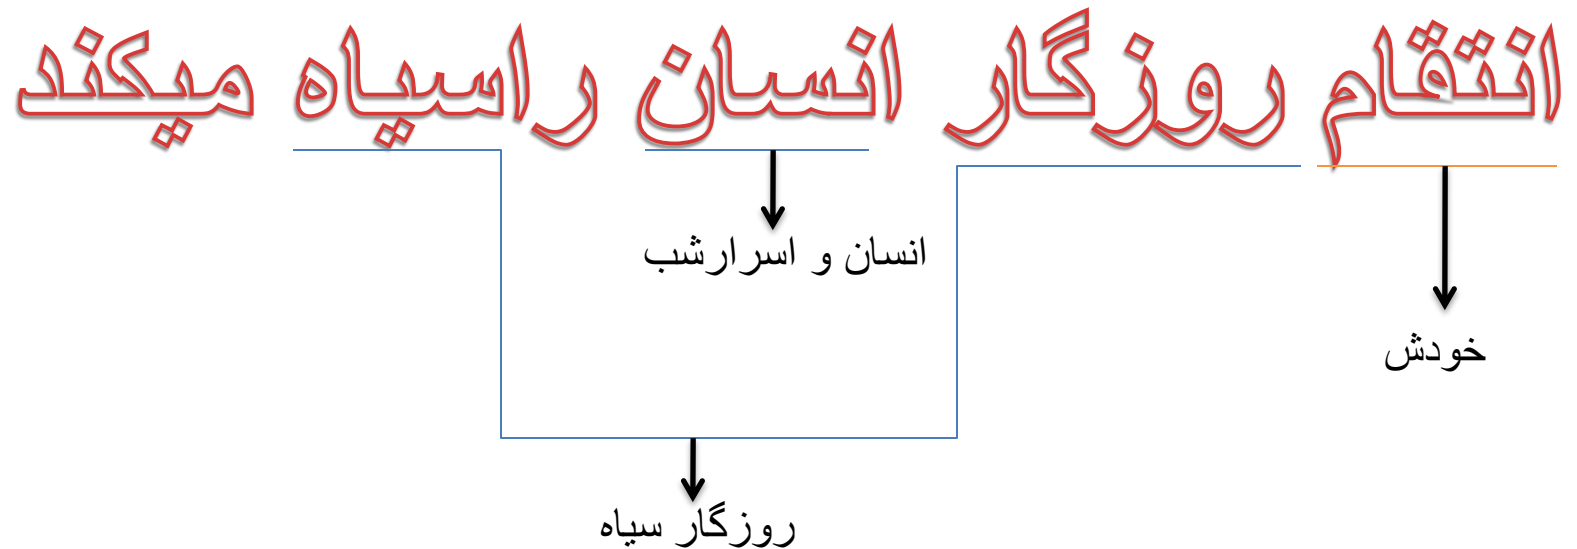 انتقام روزگار انسان راسیاه میکند
انسان و اسرارشب
خودش
روزگار سیاه